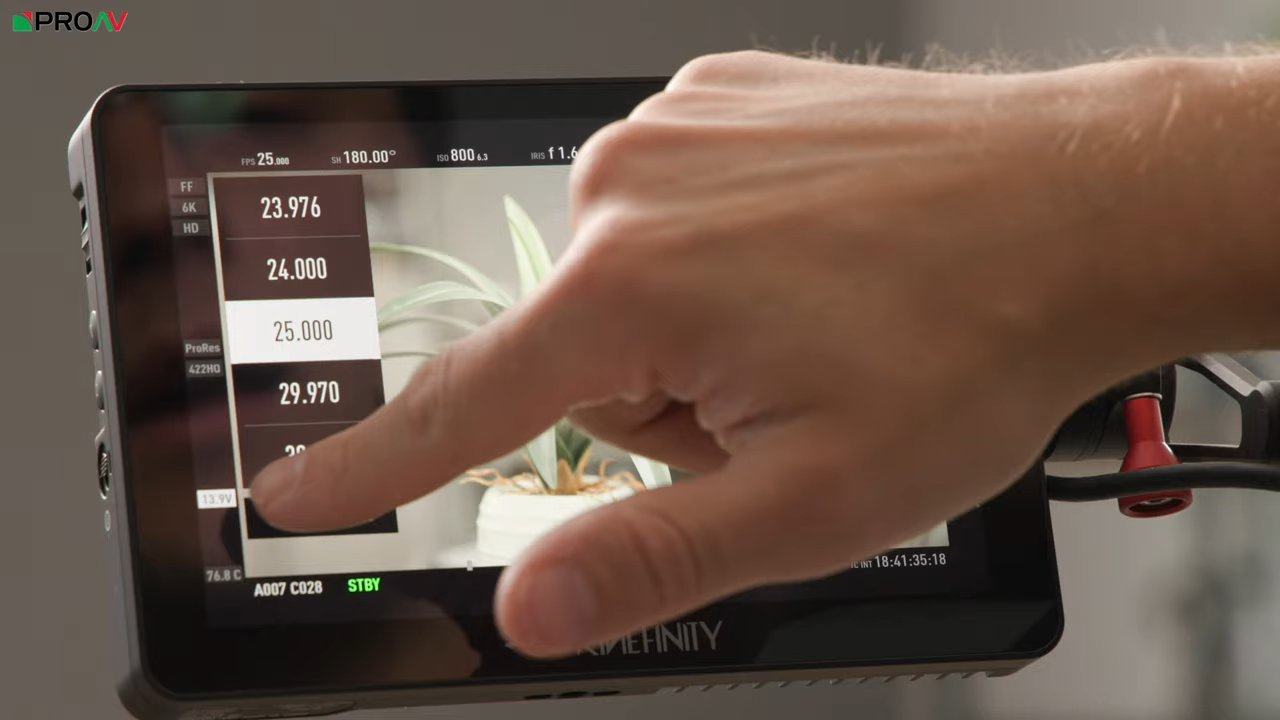 PROAV
FPS 25.000 SH 180.00° ISO 800 6.3 IRIS f 1.6
FF
6K
HD
23.976
24.000
25.000
29.970
ProRes
422HQ
13.9V
76.8 C
A007 C028 STBY
INT 18:41:35:18
KINEFINITY